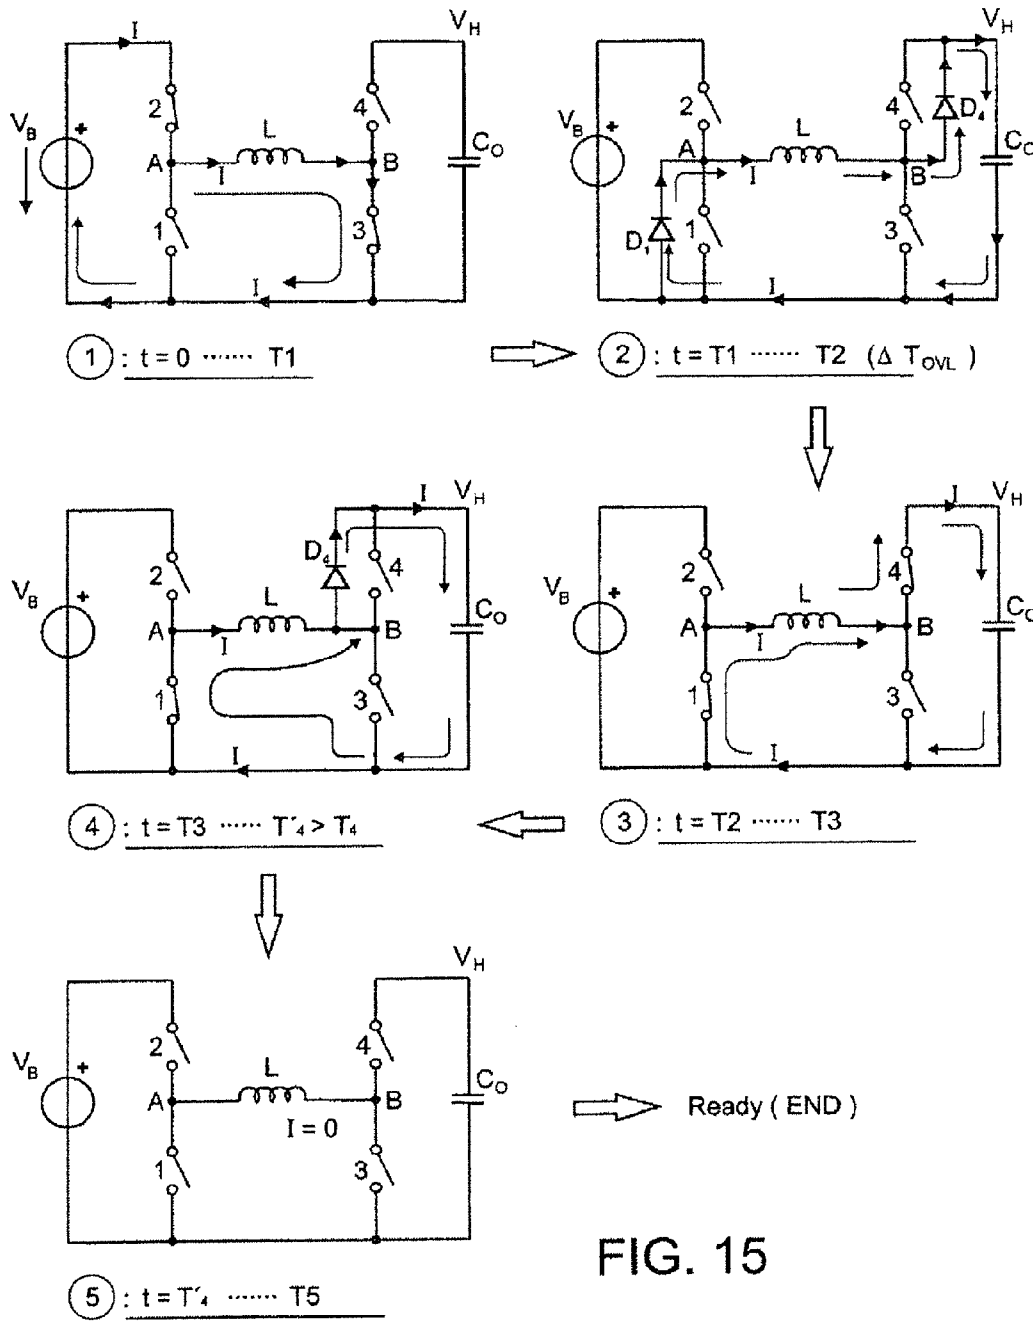 V_H
I
2
4
V_B
+
L
A
I
B
C_O
1
3
I
① : t = 0 ······· T1
V_H
2
4
D_4
V_B
+
L
A
I
B
C_O
D_1
1
3
I
② : t = T1 ······· T2 (Δ T_OVL )
I
V_H
D_4
2
4
V_B
+
L
A
I
B
C_O
1
3
I
④ : t = T3 ······ T´_4 > T_4
I
V_H
2
4
V_B
+
L
A
I
B
C_O
1
3
I
③ : t = T2 ······· T3
V_H
2
4
V_B
+
L
A
B
C_O
I = 0
1
3
Ready ( END )
⑤ : t = T´_4 ······· T5
FIG. 15